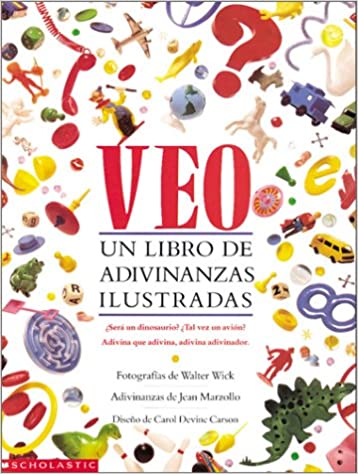 VEO
UN LIBRO DE
ADIVINANZAS
ILUSTRADAS
¿Será un dinosaurio? ¿Tal vez un avión?
Adivina que adivina, adivina adivinador.
Fotografías de Walter Wick
Adivinanzas de Jean Marzollo
Diseño de Carol Devine Carson
SCHOLASTIC